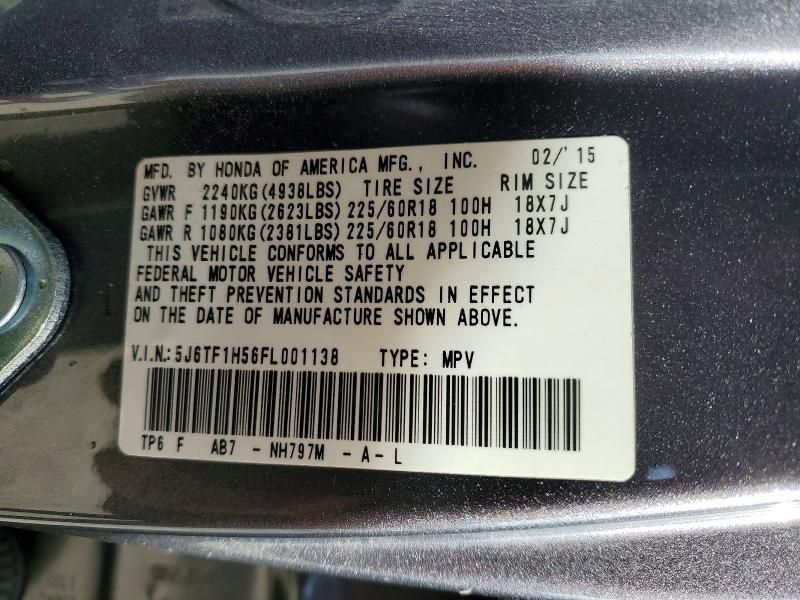 MFD. BY HONDA OF AMERICA MFG., INC. 02/'15
GVWR 2240KG(4938LBS) TIRE SIZE RIM SIZE
GAWR F 1190KG(2623LBS) 225/60R18 100H 18X7J
GAWR R 1080KG(2381LBS) 225/60R18 100H 18X7J
THIS VEHICLE CONFORMS TO ALL APPLICABLE
FEDERAL MOTOR VEHICLE SAFETY
AND THEFT PREVENTION STANDARDS IN EFFECT
ON THE DATE OF MANUFACTURE SHOWN ABOVE.
V.I.N.: 5J6TF1H56FL001138 TYPE: MPV
TP6 F AB7 - NH797M - A - L